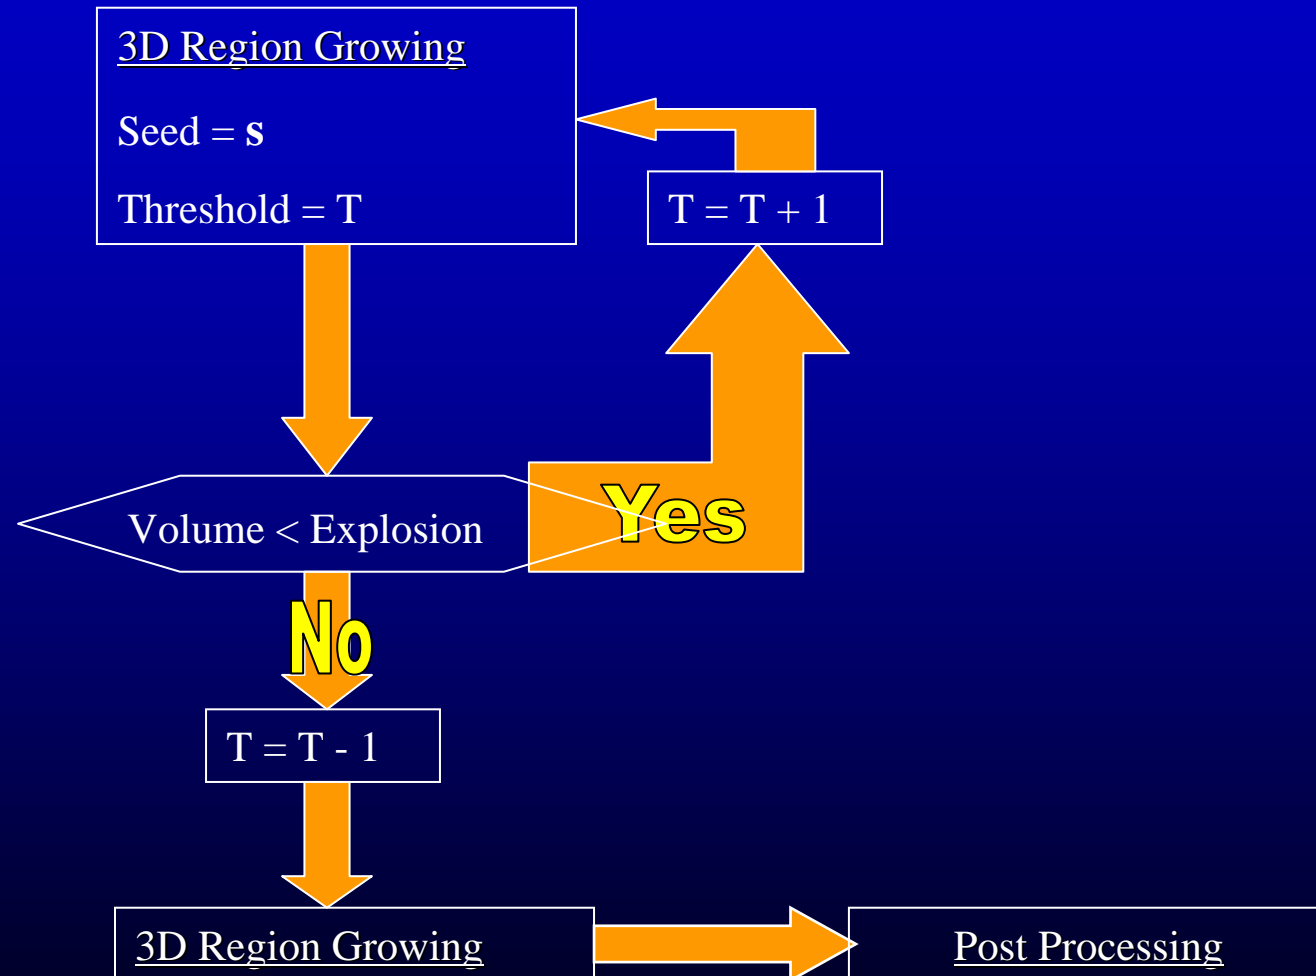 3D Region Growing
Seed = s
Threshold = T
T = T + 1
Volume < Explosion
Yes
No
T = T - 1
3D Region Growing
Post Processing